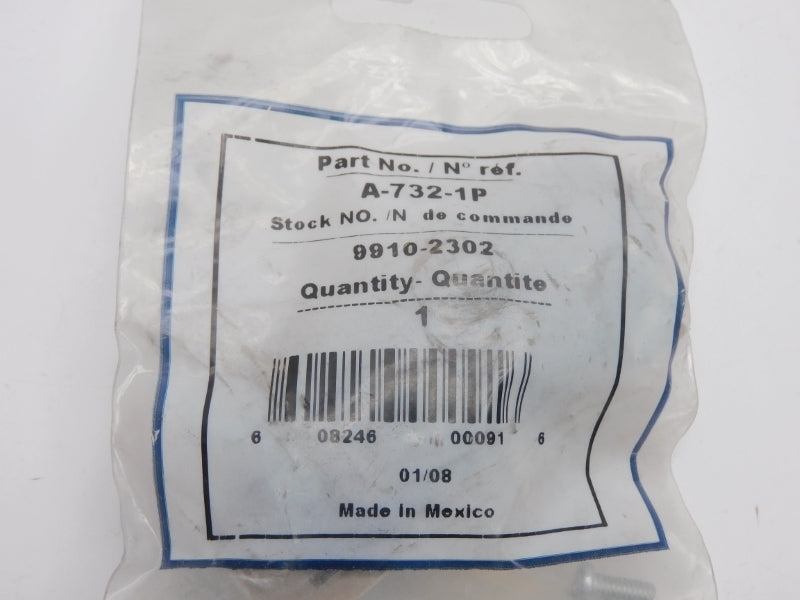 Part No. / N° réf.
A-732-1P
Stock NO. /N de commande
9910-2302
Quantity- Quantite
1
6 08246 00091 6
01/08
Made in Mexico